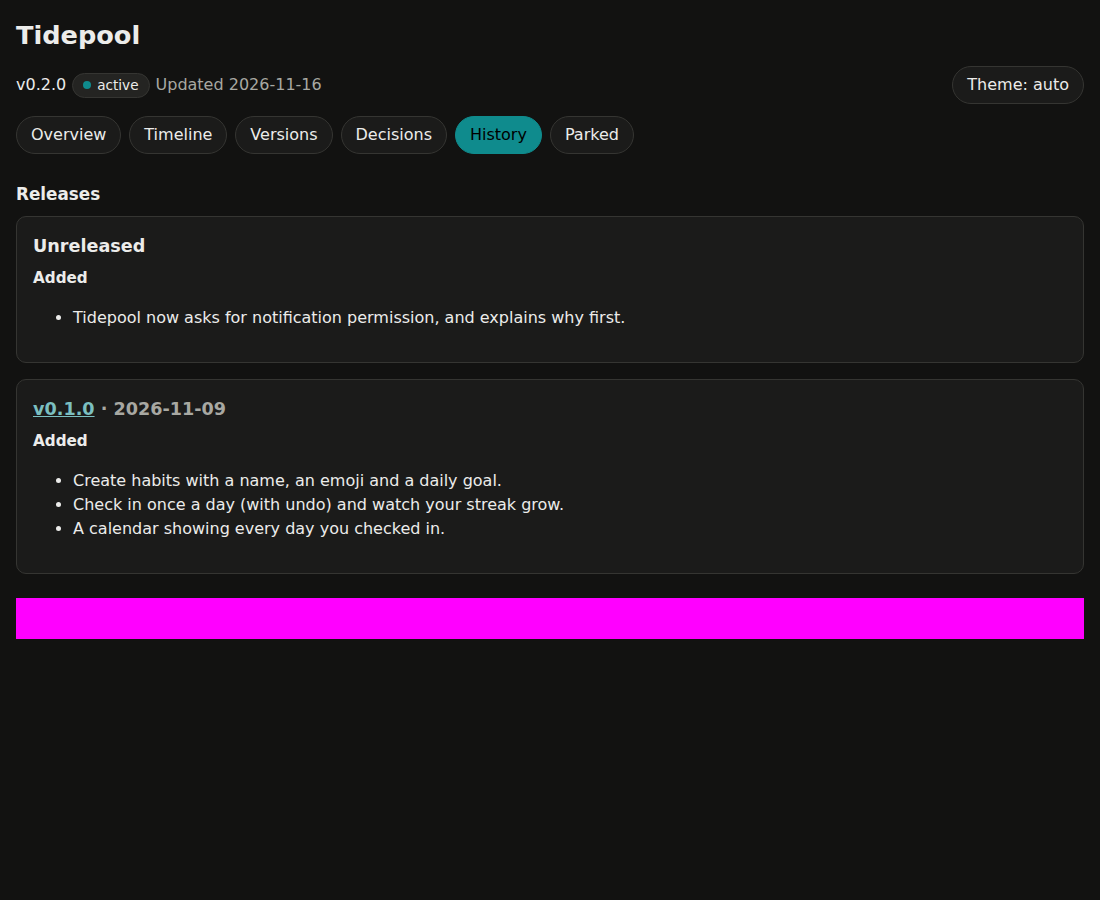 Tidepool
v0.2.0 active Updated 2026-11-16 Theme: auto
Overview Timeline Versions Decisions History Parked
Releases
Unreleased
Added
• Tidepool now asks for notification permission, and explains why first.
v0.1.0 · 2026-11-09
Added
• Create habits with a name, an emoji and a daily goal.
• Check in once a day (with undo) and watch your streak grow.
• A calendar showing every day you checked in.